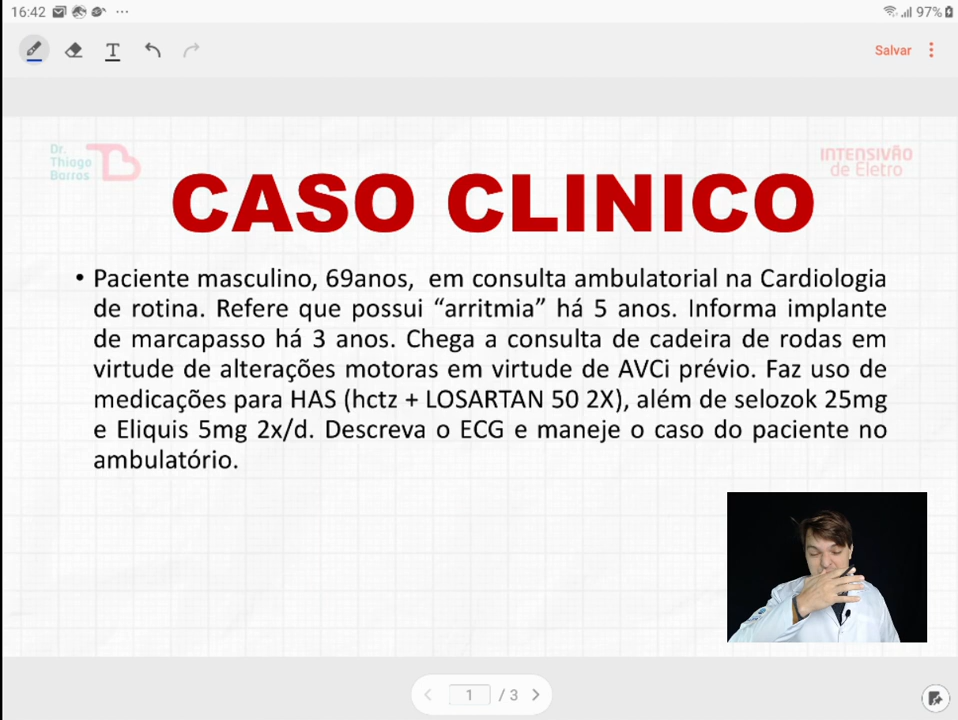 16:42
97%
T
Salvar
Dr.
Thiago
Barros
INTENSIVÃO
de Eletro
CASO CLINICO
• Paciente masculino, 69anos, em consulta ambulatorial na Cardiologia
de rotina. Refere que possui “arritmia” há 5 anos. Informa implante
de marcapasso há 3 anos. Chega a consulta de cadeira de rodas em
virtude de alterações motoras em virtude de AVCi prévio. Faz uso de
medicações para HAS (hctz + LOSARTAN 50 2X), além de selozok 25mg
e Eliquis 5mg 2x/d. Descreva o ECG e maneje o caso do paciente no
ambulatório.
1 / 3